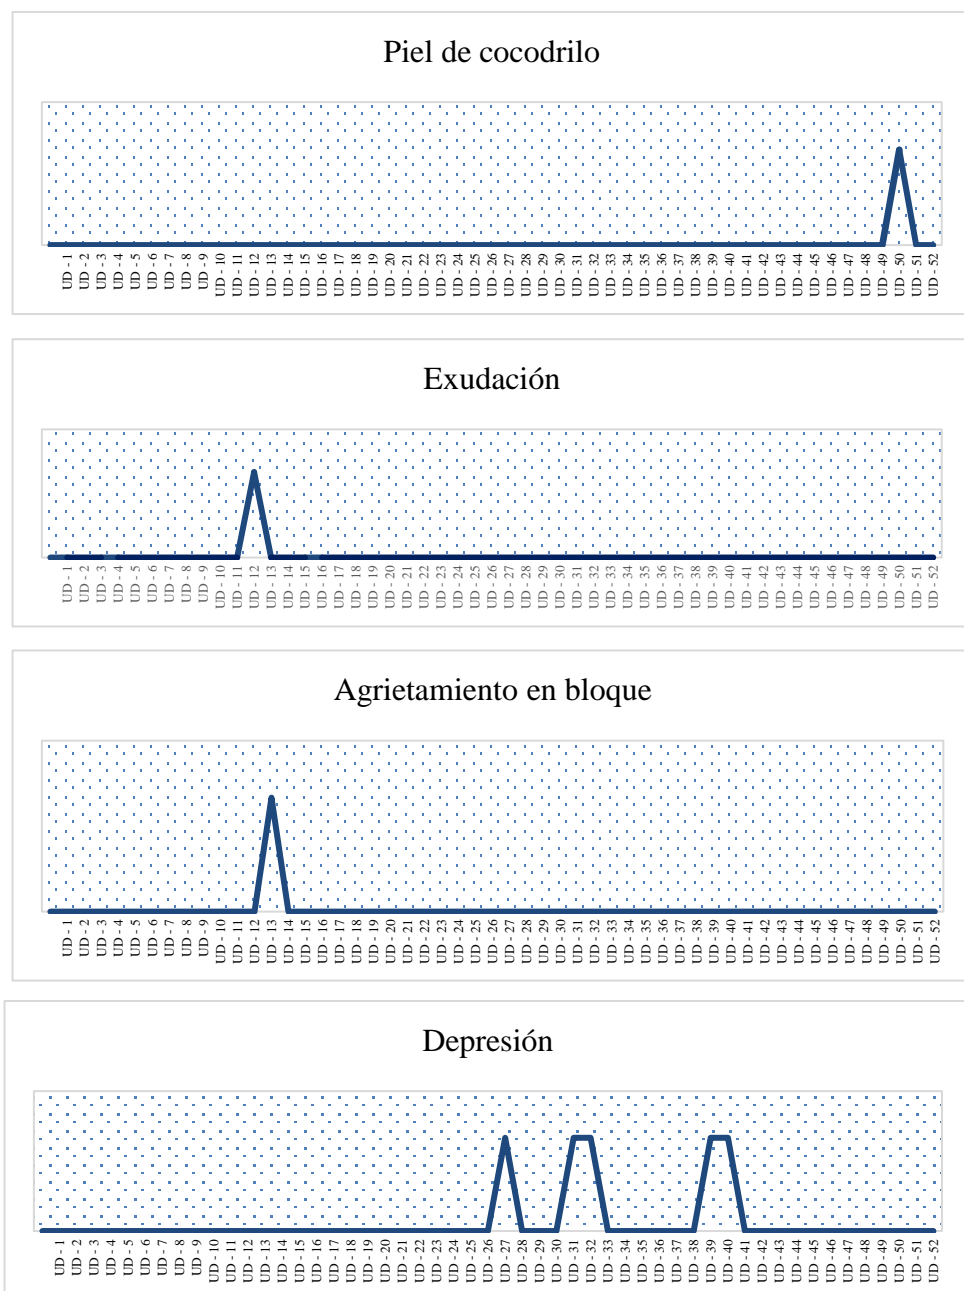 Piel de cocodrilo
UD - 1 UD - 2 UD - 3 UD - 4 UD - 5 UD - 6 UD - 7 UD - 8 UD - 9 UD - 10 UD - 11 UD - 12 UD - 13 UD - 14 UD - 15 UD - 16 UD - 17 UD - 18 UD - 19 UD - 20 UD - 21 UD - 22 UD - 23 UD - 24 UD - 25 UD - 26 UD - 27 UD - 28 UD - 29 UD - 30 UD - 31 UD - 32 UD - 33 UD - 34 UD - 35 UD - 36 UD - 37 UD - 38 UD - 39 UD - 40 UD - 41 UD - 42 UD - 43 UD - 44 UD - 45 UD - 46 UD - 47 UD - 48 UD - 49 UD - 50 UD - 51 UD - 52
Exudación
UD - 1 UD - 2 UD - 3 UD - 4 UD - 5 UD - 6 UD - 7 UD - 8 UD - 9 UD - 10 UD - 11 UD - 12 UD - 13 UD - 14 UD - 15 UD - 16 UD - 17 UD - 18 UD - 19 UD - 20 UD - 21 UD - 22 UD - 23 UD - 24 UD - 25 UD - 26 UD - 27 UD - 28 UD - 29 UD - 30 UD - 31 UD - 32 UD - 33 UD - 34 UD - 35 UD - 36 UD - 37 UD - 38 UD - 39 UD - 40 UD - 41 UD - 42 UD - 43 UD - 44 UD - 45 UD - 46 UD - 47 UD - 48 UD - 49 UD - 50 UD - 51 UD - 52
Agrietamiento en bloque
UD - 1 UD - 2 UD - 3 UD - 4 UD - 5 UD - 6 UD - 7 UD - 8 UD - 9 UD - 10 UD - 11 UD - 12 UD - 13 UD - 14 UD - 15 UD - 16 UD - 17 UD - 18 UD - 19 UD - 20 UD - 21 UD - 22 UD - 23 UD - 24 UD - 25 UD - 26 UD - 27 UD - 28 UD - 29 UD - 30 UD - 31 UD - 32 UD - 33 UD - 34 UD - 35 UD - 36 UD - 37 UD - 38 UD - 39 UD - 40 UD - 41 UD - 42 UD - 43 UD - 44 UD - 45 UD - 46 UD - 47 UD - 48 UD - 49 UD - 50 UD - 51 UD - 52
Depresión
UD - 1 UD - 2 UD - 3 UD - 4 UD - 5 UD - 6 UD - 7 UD - 8 UD - 9 UD - 10 UD - 11 UD - 12 UD - 13 UD - 14 UD - 15 UD - 16 UD - 17 UD - 18 UD - 19 UD - 20 UD - 21 UD - 22 UD - 23 UD - 24 UD - 25 UD - 26 UD - 27 UD - 28 UD - 29 UD - 30 UD - 31 UD - 32 UD - 33 UD - 34 UD - 35 UD - 36 UD - 37 UD - 38 UD - 39 UD - 40 UD - 41 UD - 42 UD - 43 UD - 44 UD - 45 UD - 46 UD - 47 UD - 48 UD - 49 UD - 50 UD - 51 UD - 52